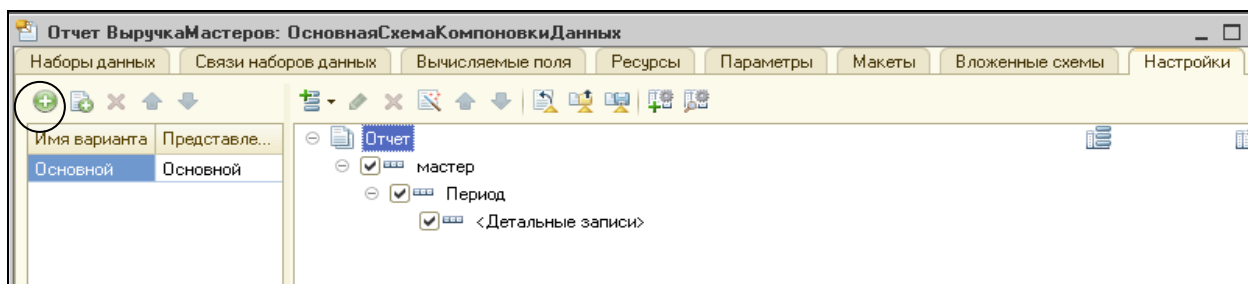 Отчет ВыручкаМастеров: ОсновнаяСхемаКомпоновкиДанных
Наборы данных Связи наборов данных Вычисляемые поля Ресурсы Параметры Макеты Вложенные схемы Настройки
Имя варианта Представле...
Отчет
Основной Основной
мастер
Период
<Детальные записи>